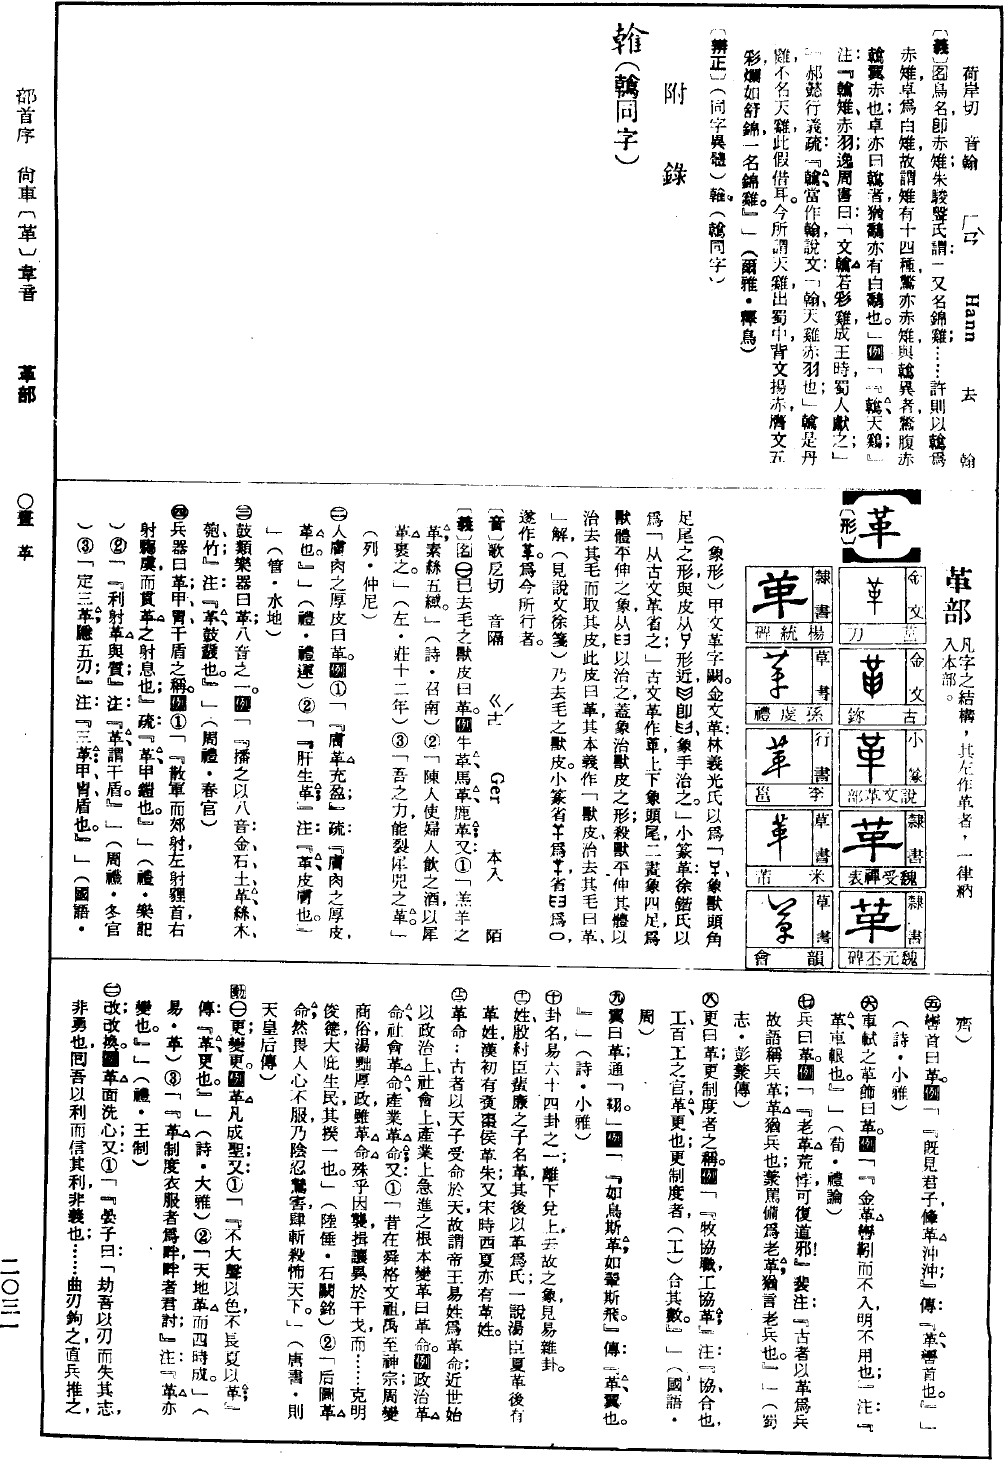 荷岸切　音翰　ㄏㄢ　Hann　去　翰
〔義〕名鳥名卽赤雉朱駿聲氏謂「一又名錦雞……許則以鶾爲
赤雉卓爲白雉故謂雉有十四種鷩亦赤雉與鶾異者鷩腹赤
鶾翼赤也卓亦曰鶾者猶鷮亦有白鷮也。」例「『鶾天鷄』
注『鶾雉赤羽逸周書曰「文鶾若彩雞成王時蜀人獻之」
」郝懿行義疏『鶾當作翰說文「翰天雞赤羽也」鶾是丹
雞不名天雞此假借耳。今所謂天雞出蜀中背文揚赤膺文五
彩爛如舒錦一名錦雞。』」（爾雅・釋鳥）
〔辨正〕（同字異體）雗（鶾同字）
附　錄
雗（鶾同字）
革部　凡字之結構，其左作革者，一律納入本部。
【革】
〔形〕
金文
金文　古鉨
小篆　說文革部
隸書　魏受禪表
隸書　魏元丕碑
隸書　楊統碑
草書　孫虔禮
行書　李邕
草書　米芾
草書　韻會
（象形）甲文革字闕。金文革：林義光氏以爲「象獸頭角
足尾之形與皮从形近卽象手治之。」小篆革：徐鍇氏以
爲「从古文革省之」古文革作革上下象頭尾二畫象四足爲
獸體平伸之象从𦥑以治之蓋象治獸皮之形殺獸平伸其體以
治去其毛而取其皮此皮曰革其本義作「獸皮治去其毛曰革
」解（見說文徐箋）乃去毛之獸皮。小篆省爲省𦥑爲
遂作革爲今所行者。
〔音〕歌厄切　音隔　ㄍㄜˊ　Ger　本入　陌
〔義〕名㊀已去毛之獸皮曰革。例牛革馬革鹿革；又①「羔羊之
革素絲五緎。」（詩・召南）②「陳人使婦人飮之酒以犀
革裹之。」（左・莊十二年）③「吾之力能裂犀兕之革。」
（列・仲尼）
㊁人膚肉之厚皮曰革。例①「『膚革充盈』疏：『膚肉之厚皮，
革也。』」（禮・禮運）②「『肝生革』注：『革皮膚也。』
」（管・水地）
㊂鼓類樂器曰革；八音之一。例「『播之以八音金石土革絲木
匏竹』注：『革鼓鼗也。』」（周禮・春官）
㊃兵器曰革；甲冑干盾之稱。例①「『散軍而郊射左射貍首右
射騶虞而貫革之射息也』疏：『革甲鎧也。』」（禮・樂記
）②「『利射革與質』注：『革謂干盾。』」（周禮・冬官
）③「定三革隱五刃』注：『三革甲冑盾也。』」（國語・
齊）
㊄轡首曰革。例「『旣見君子鞗革沖沖』傳：『革轡首也。』」
（詩・小雅）
㊅車軾之革飾曰革。例「『金革轡靷而不入，明不用也』注：『
革車鞎也。』」（荀・禮論）
㊆兵曰革。例「『老革荒悖可復道邪！』裴注：『古者以革爲兵
故語稱兵革革猶兵也羕罵備爲老革猶言老兵也。』」（蜀
志・彭羕傳）
㊇更曰革；更制度者之稱。例「『牧協職工協革』注：『協合也，
工百工之官革更也更制度者（工）合其數。』」（國語・
周）
㊈翼曰革；通「翮」。例「『如鳥斯革如翬斯飛』傳：『革翼也。
』」（詩・小雅）
㊉卦名易六十四卦之一離下兌上去故之象見易雜卦。
⑪姓殷紂臣蜚廉之子名革其後以革爲氏一說湯臣夏革後有
革姓漢初有煑棗侯革朱又宋時西夏亦有革姓。
⑫革命：古者以天子受命於天故謂帝王易姓爲革命近世始
以政治上社會上產業上急進之根本變革曰革命。例政治革
命社會革命產業革命；又①「昔在舜格文祖禹至神宗周變
商俗湯黜厚政雖革命殊乎因襲揖讓異於干戈而……克明
俊德大庇生民其揆一也。」（陸倕・石闕銘）②「后圖革
命然畏人心不服乃陰忍鷙害肆斬殺怖天下。」（唐書・則
天皇后傳）
動㊀更變更。例革凡成聖；又①「『不大聲以色不長夏以革』
傳：『革更也。』」（詩・大雅）②「天地革而四時成。」（
易・革）③「『革制度衣服者爲畔畔者君討』注：『革亦
變也。』」（禮・王制）
㊁改改換。例革面洗心；又①「『晏子曰：「劫吾以刃而失其志，
非勇也囘吾以利而信其利非義也……曲刃鉤之直兵推之，
部首序　尙車〔革〕韋音　　革部　　〇畫　革　　二〇三一